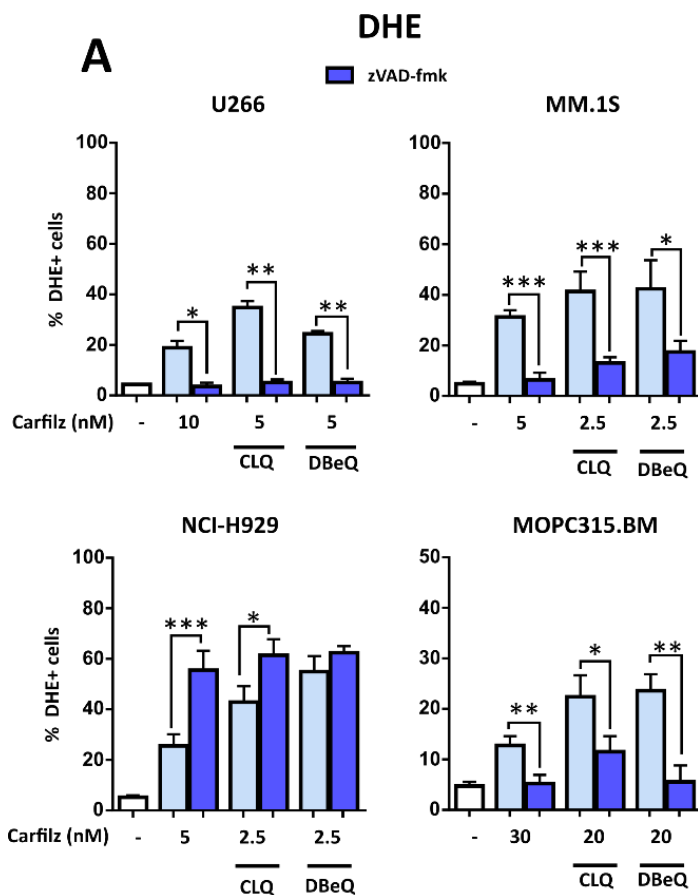 DHE
A
zVAD-fmk
U266
MM.1S
% DHE+ cells
100
80
60
40
20
0
*
**
**
100
80
60
40
20
0
***
***
*
Carfilz (nM) - 10 5 5
- 5 2.5 2.5
CLQ DBeQ
CLQ DBeQ
NCI-H929
MOPC315.BM
% DHE+ cells
100
80
60
40
20
0
***
*
50
40
30
20
10
0
**
*
**
Carfilz (nM) - 5 2.5 2.5
- 30 20 20
CLQ DBeQ
CLQ DBeQ